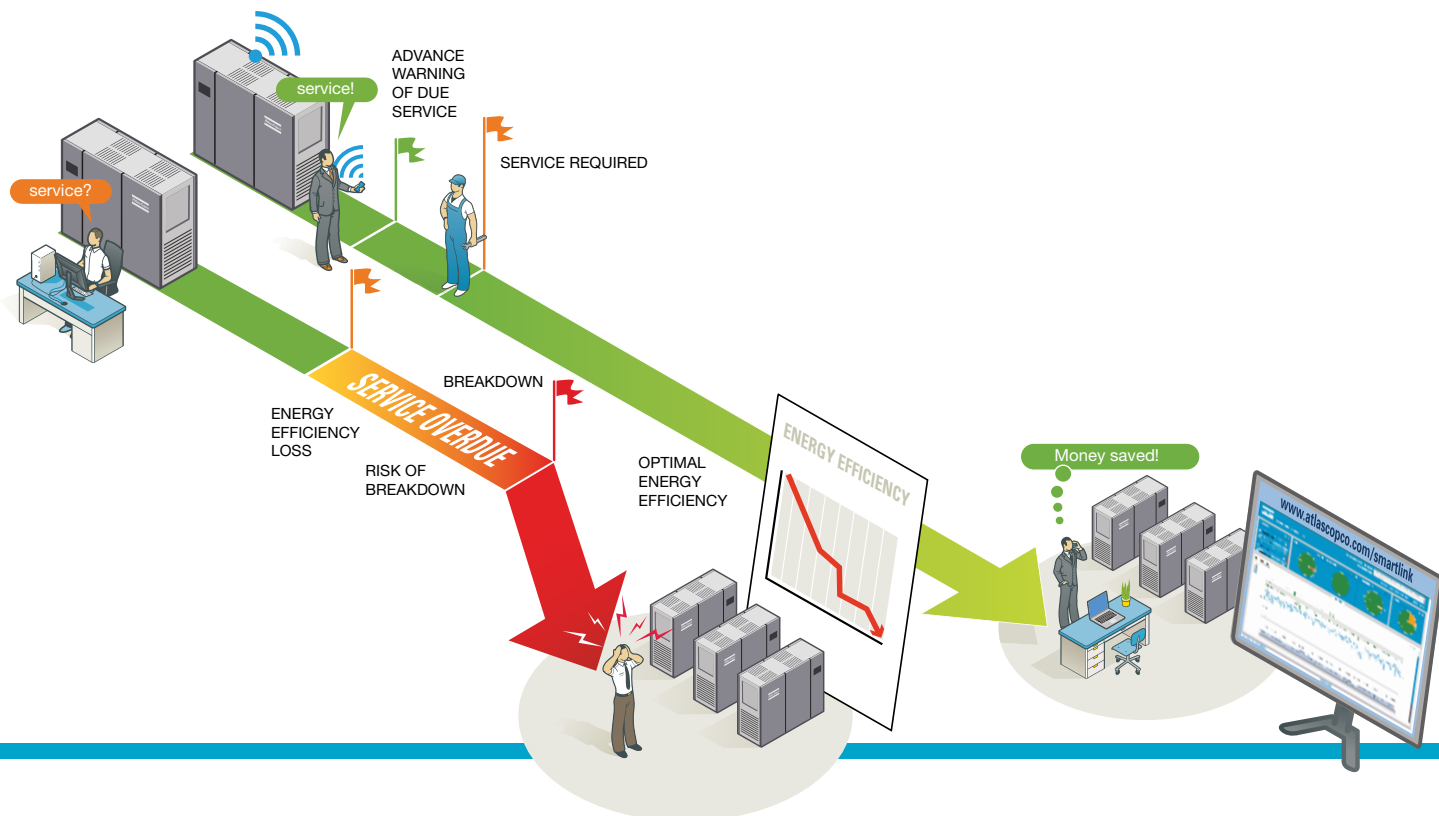 ADVANCE
WARNING
OF DUE
SERVICE
service!
SERVICE REQUIRED
service?
BREAKDOWN
SERVICE OVERDUE
ENERGY
EFFICIENCY
LOSS
RISK OF
BREAKDOWN
OPTIMAL
ENERGY
EFFICIENCY
ENERGY EFFICIENCY
Money saved!
www.atlascopco.com/smartlink